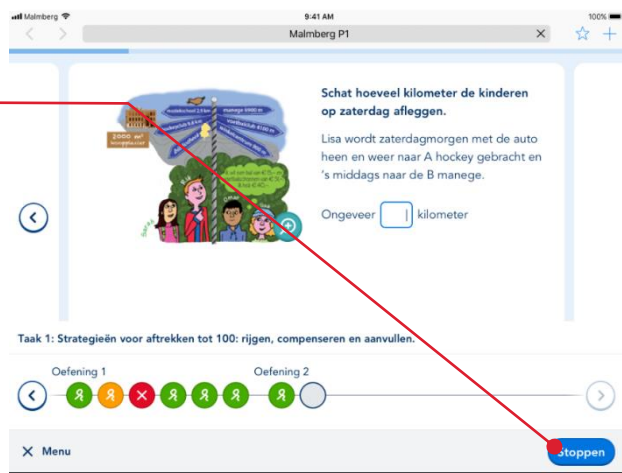 Malmberg
9:41 AM
100%
Malmberg P1
Schat hoeveel kilometer de kinderen
op zaterdag afleggen.
manege 6900 m
2000 m²
Lisa wordt zaterdagmorgen met de auto
heen en weer naar A hockey gebracht en
's middags naar de B manege.
Ongeveer kilometer
Taak 1: Strategieën voor aftrekken tot 100: rijgen, compenseren en aanvullen.
Oefening 1 Oefening 2
Menu
Stoppen